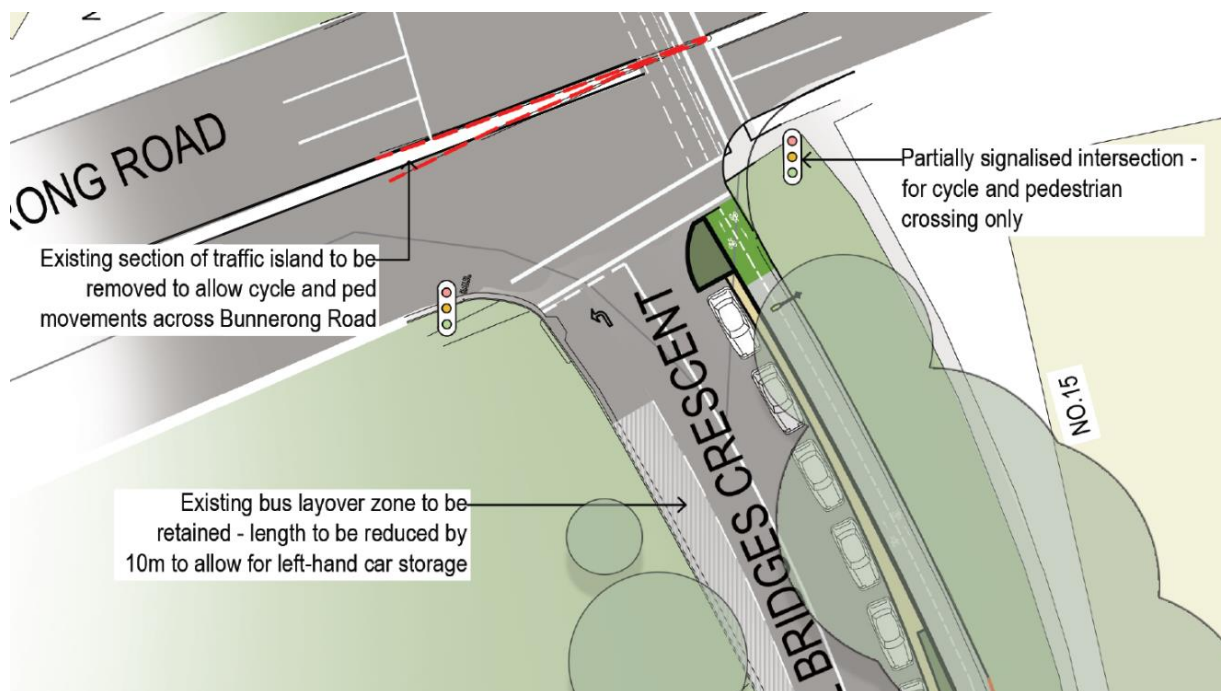 RONG ROAD
Partially signalised intersection -
for cycle and pedestrian
crossing only
Existing section of traffic island to be
removed to allow cycle and ped
movements across Bunnerong Road
BRIDGES CRESCENT
NO.15
Existing bus layover zone to be
retained - length to be reduced by
10m to allow for left-hand car storage